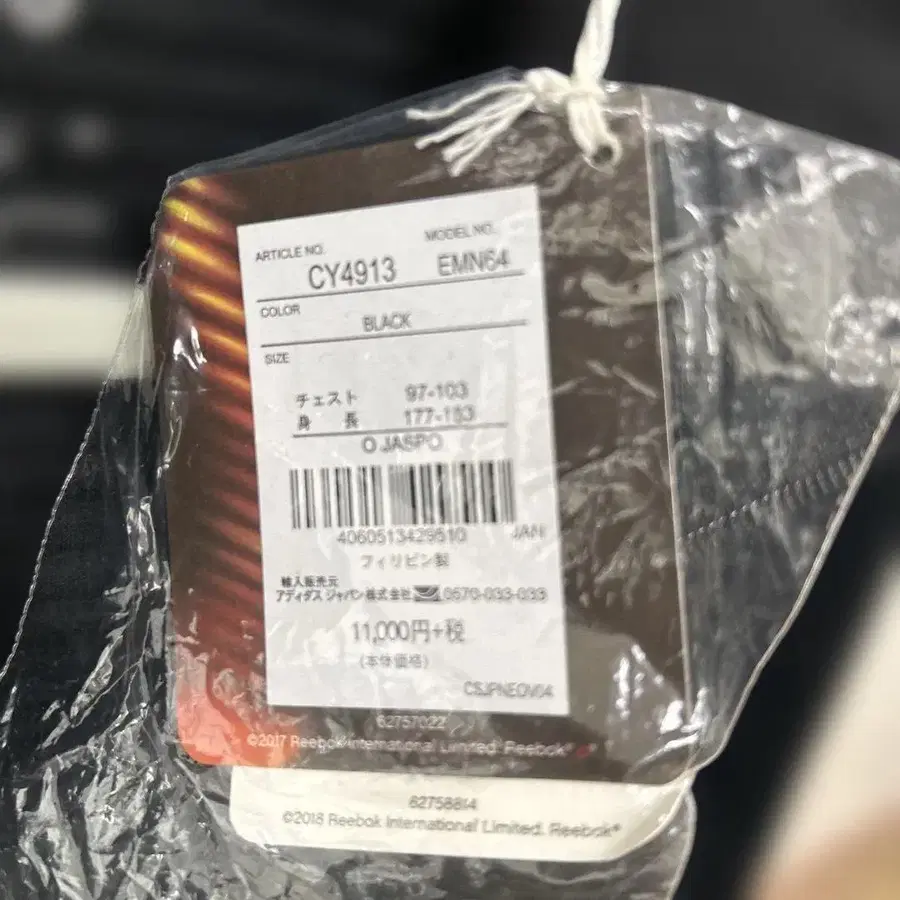 ARTICLE NO. MODEL NO.
CY4913 EMN64
COLOR
BLACK
SIZE
チェスト 97-103
身 長 177-183
O JASPO
4060513429510 JAN
フィリピン製
輸入販売元
アディダス ジャパン株式会社 0570-033-033
11,000円+税
(本体価格)
CSJPNEOV04
62757022
©2017 Reebok International Limited. Reebok®
62758814
©2018 Reebok International Limited. Reebok®